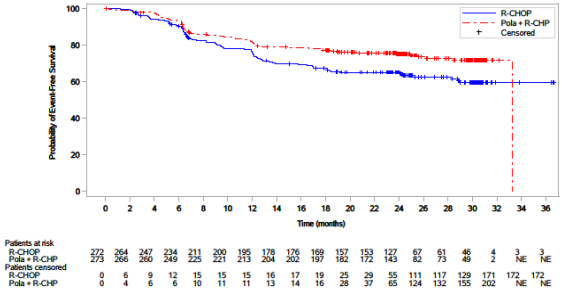 100
80
60
40
20
0
Probability of Event-Free Survival
R-CHOP
Pola + R-CHP
Censored
0 2 4 6 8 10 12 14 16 18 20 22 24 26 28 30 32 34 36
Time (months)
Patients at risk
R-CHOP 272 264 247 234 211 200 195 178 176 169 157 153 127 67 61 46 4 3 3
Pola + R-CHP 273 266 260 249 225 221 213 204 202 197 182 172 143 82 73 49 2 NE NE
Patients censored
R-CHOP 0 6 9 12 15 15 15 16 17 19 25 29 55 111 117 129 171 172 172
Pola + R-CHP 0 4 6 6 10 11 11 13 14 16 28 37 65 124 132 155 202 NE NE